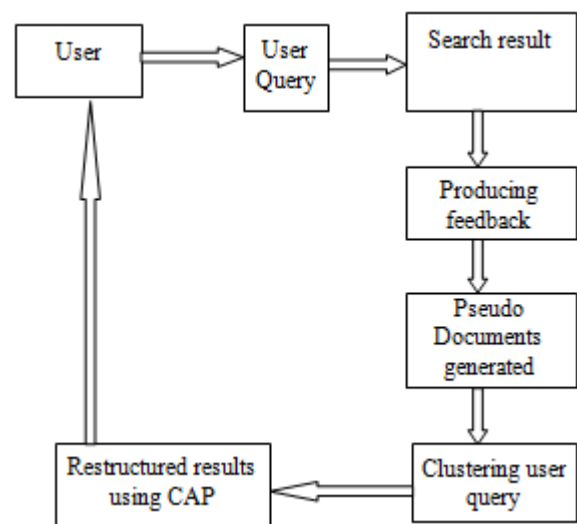 User
User
Query
Search result
Producing
feedback
Pseudo
Documents
generated
Clustering user
query
Restructured results
using CAP